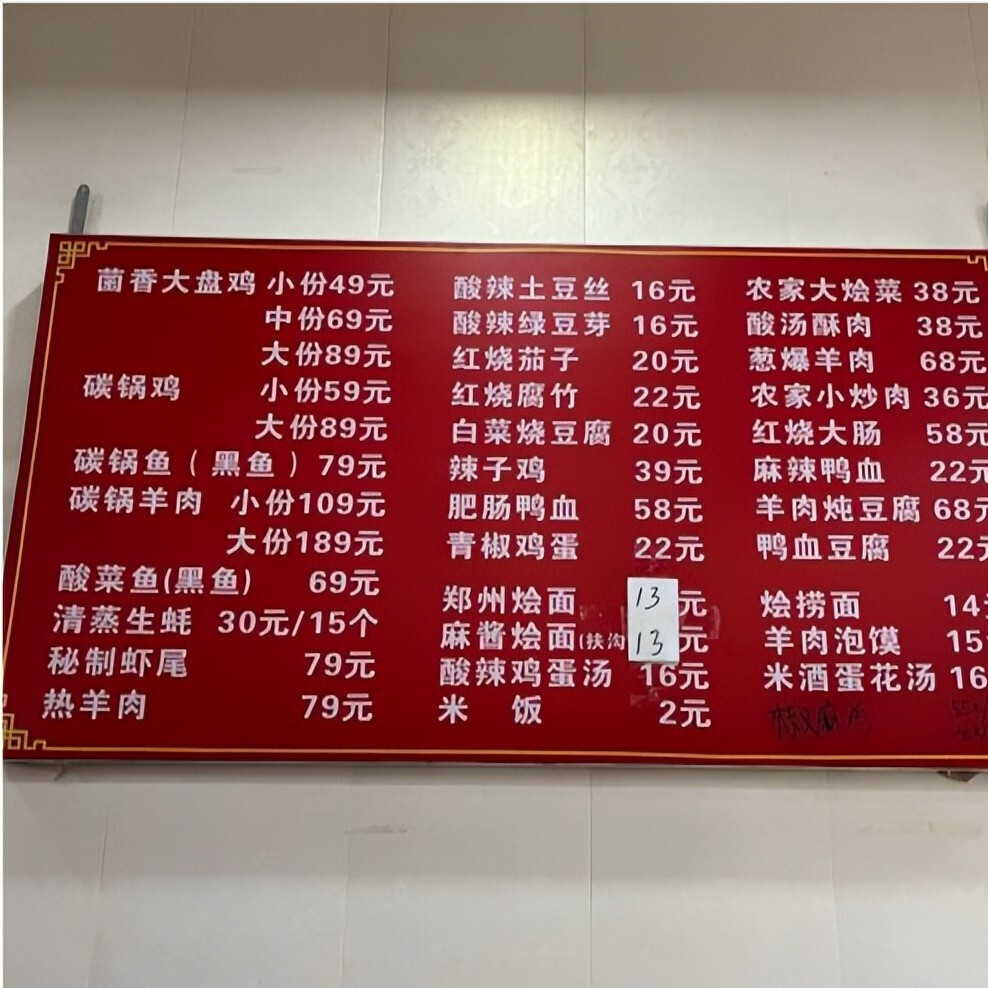 菌香大盘鸡 小份49元
中份69元
大份89元
碳锅鸡 小份59元
大份89元
碳锅鱼(黑鱼) 79元
碳锅羊肉 小份109元
大份189元
酸菜鱼(黑鱼) 69元
清蒸生蚝 30元/15个
秘制虾尾 79元
热羊肉 79元
酸辣土豆丝 16元
酸辣绿豆芽 16元
红烧茄子 20元
红烧腐竹 22元
白菜烧豆腐 20元
辣子鸡 39元
肥肠鸭血 58元
青椒鸡蛋 22元
郑州烩面 13元
麻酱烩面(扶沟 13元
酸辣鸡蛋汤 16元
米饭 2元
农家大烩菜 38元
酸汤酥肉 38元
葱爆羊肉 68元
农家小炒肉 36元
红烧大肠 58元
麻辣鸭血 22元
羊肉炖豆腐 68元
鸭血豆腐 22元
烩捞面 14
羊肉泡馍 15
米酒蛋花汤 16